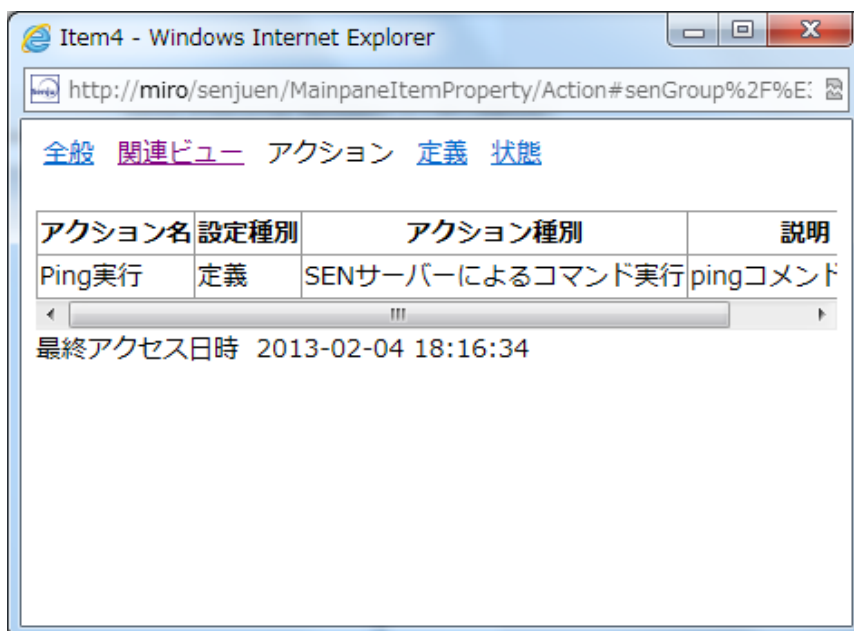 Item4 - Windows Internet Explorer
http://miro/senjuen/MainpaneItemProperty/Action#senGroup%2F%E
全般 関連ビュー アクション 定義 状態
アクション名 設定種別 アクション種別 説明
Ping実行 定義 SENサーバーによるコマンド実行 pingコメンド
最終アクセス日時 2013-02-04 18:16:34